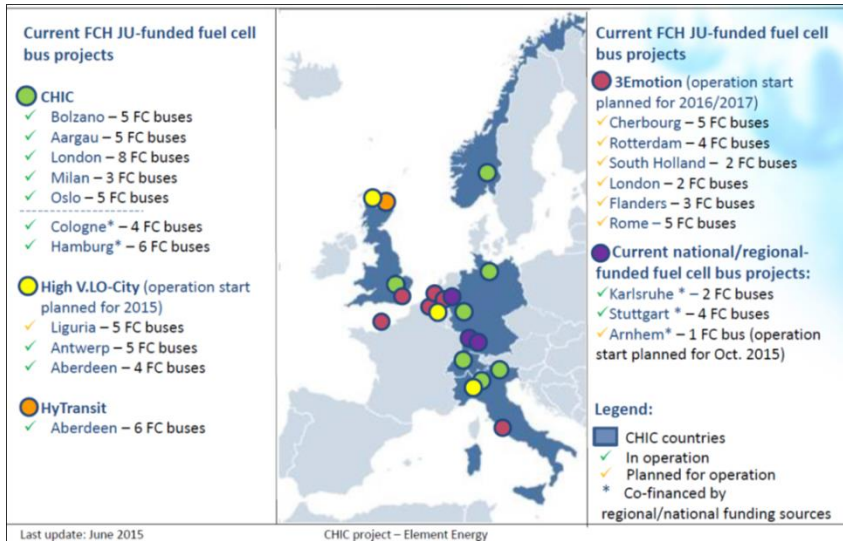 Current FCH JU-funded fuel cell
bus projects
CHIC
✓ Bolzano – 5 FC buses
✓ Aargau – 5 FC buses
✓ London – 8 FC buses
✓ Milan – 3 FC buses
✓ Oslo – 5 FC buses
✓ Cologne* – 4 FC buses
✓ Hamburg* – 6 FC buses
High V.LO-City (operation start
planned for 2015)
✓ Liguria – 5 FC buses
✓ Antwerp – 5 FC buses
✓ Aberdeen – 4 FC buses
HyTransit
✓ Aberdeen – 6 FC buses
Last update: June 2015
CHIC project – Element Energy
Current FCH JU-funded fuel cell
bus projects
3Emotion (operation start
planned for 2016/2017)
✓Cherbourg – 5 FC buses
✓Rotterdam – 4 FC buses
✓South Holland – 2 FC buses
✓London – 2 FC buses
✓Flanders – 3 FC buses
✓Rome – 5 FC buses
Current national/regional-
funded fuel cell bus projects:
✓Karlsruhe * – 2 FC buses
✓Stuttgart * – 4 FC buses
✓Arnhem* – 1 FC bus (operation
start planned for Oct. 2015)
Legend:
CHIC countries
✓ In operation
✓ Planned for operation
* Co-financed by
regional/national funding sources